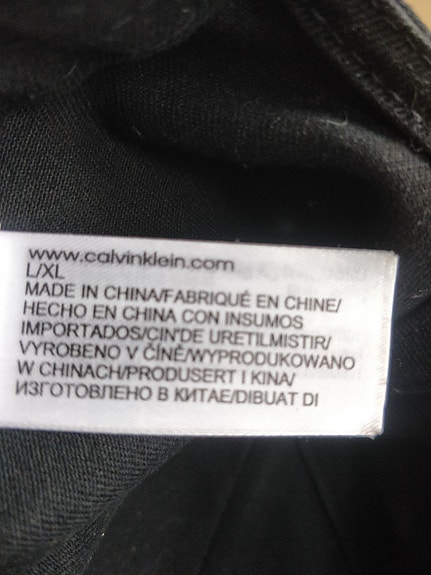 www.calvinklein.com
L/XL
MADE IN CHINA/FABRIQUÉ EN CHINE/
HECHO EN CHINA CON INSUMOS
IMPORTADOS/CIN'DE URETILMISTIR/
VYROBENO V ČÍNĚ/WYPRODUKOWANO
W CHINACH/PRODUSERT I KINA/
ИЗГОТОВЛЕНО В КИТАЕ/DIBUAT DI